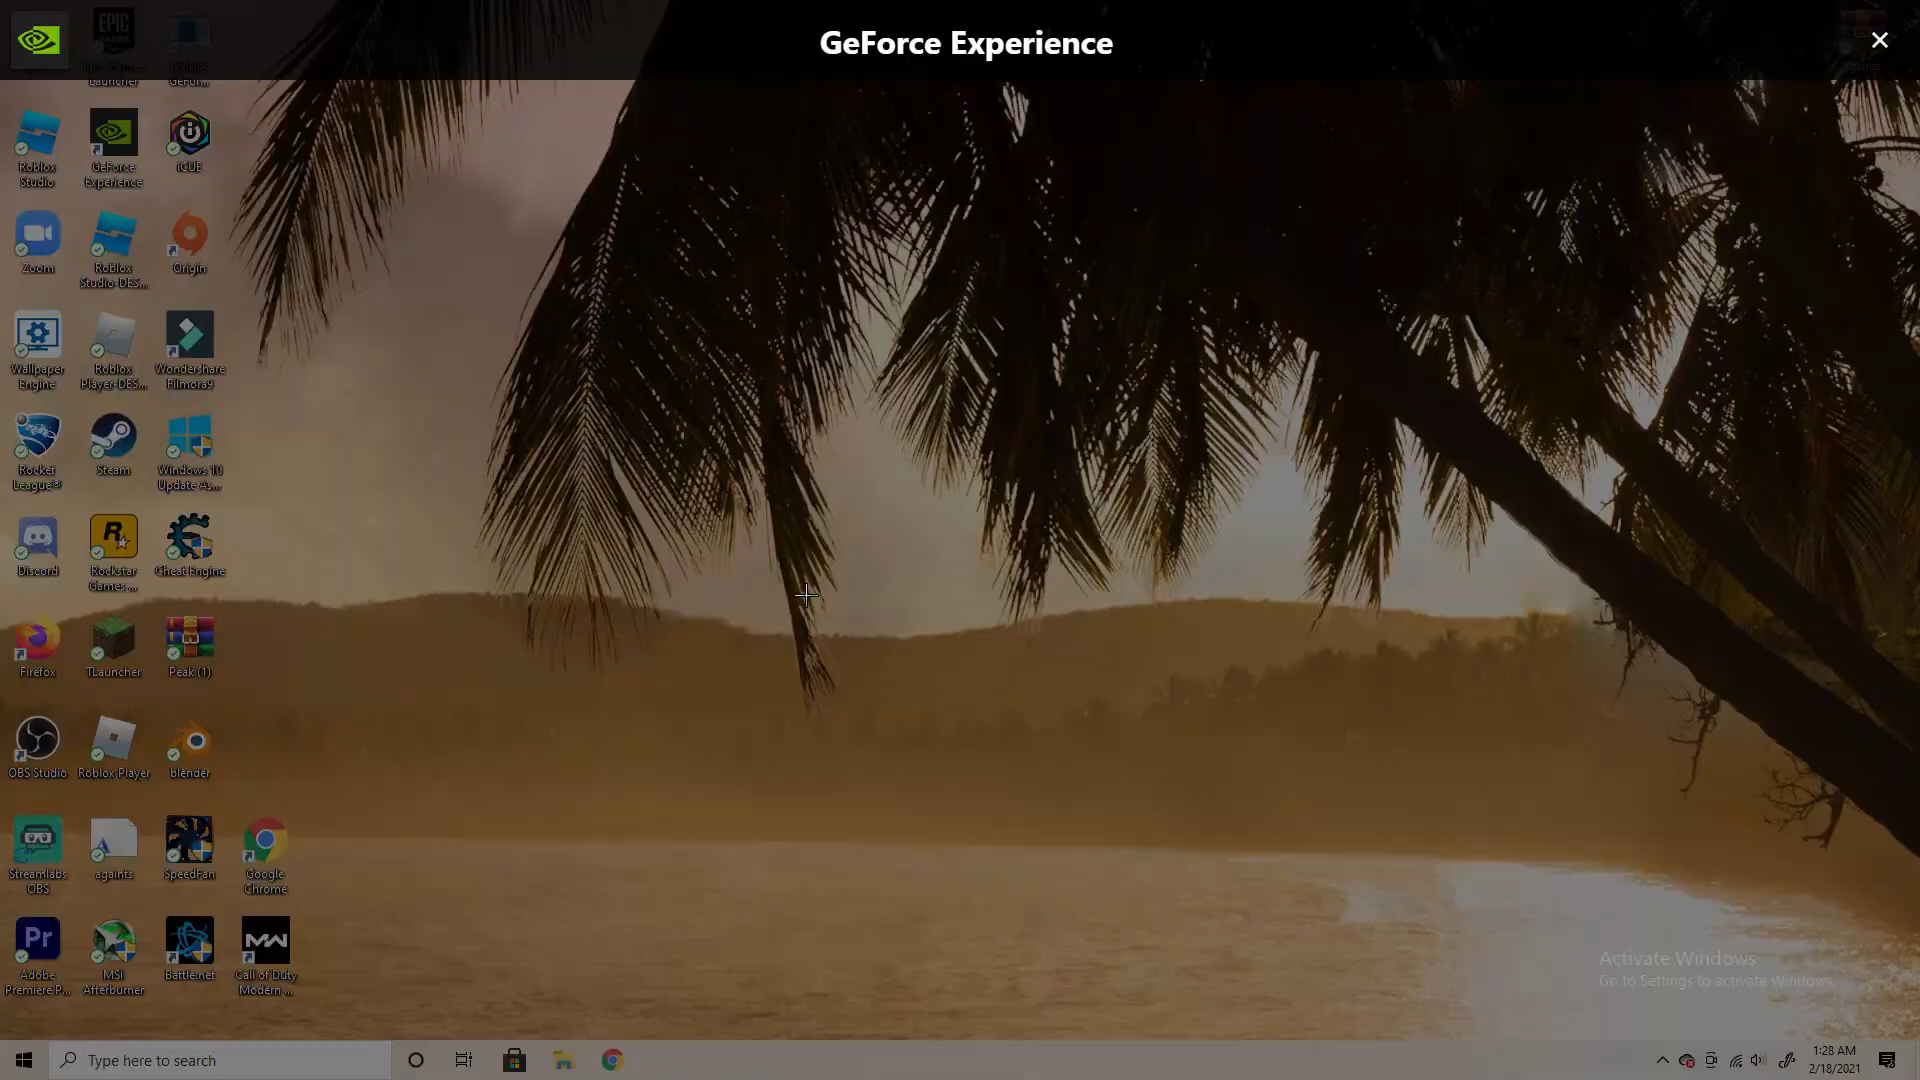 GeForce Experience
Launcher
GeFor...
Roblox
Studio
GeForce
Experience
iCUE
Zoom
Roblox
Studio-DES...
Origin
Wallpaper
Engine
Roblox
Player-DES...
Wondershare
Filmora9
Rocket
League®
Steam
Windows 10
Update As...
Discord
Rockstar
Games,...
Cheat Engine
Firefox
TLauncher
Peak (1)
OBS Studio
Roblox Player
blender
Streamlabs
OBS
againts
SpeedFan
Google
Chrome
Adobe
Premiere P...
MSI
Afterburner
Battle.net
Call of Duty
Modern ...
Activate Windows
Go to Settings to activate Windows.
Type here to search
1:28 AM
2/18/2021